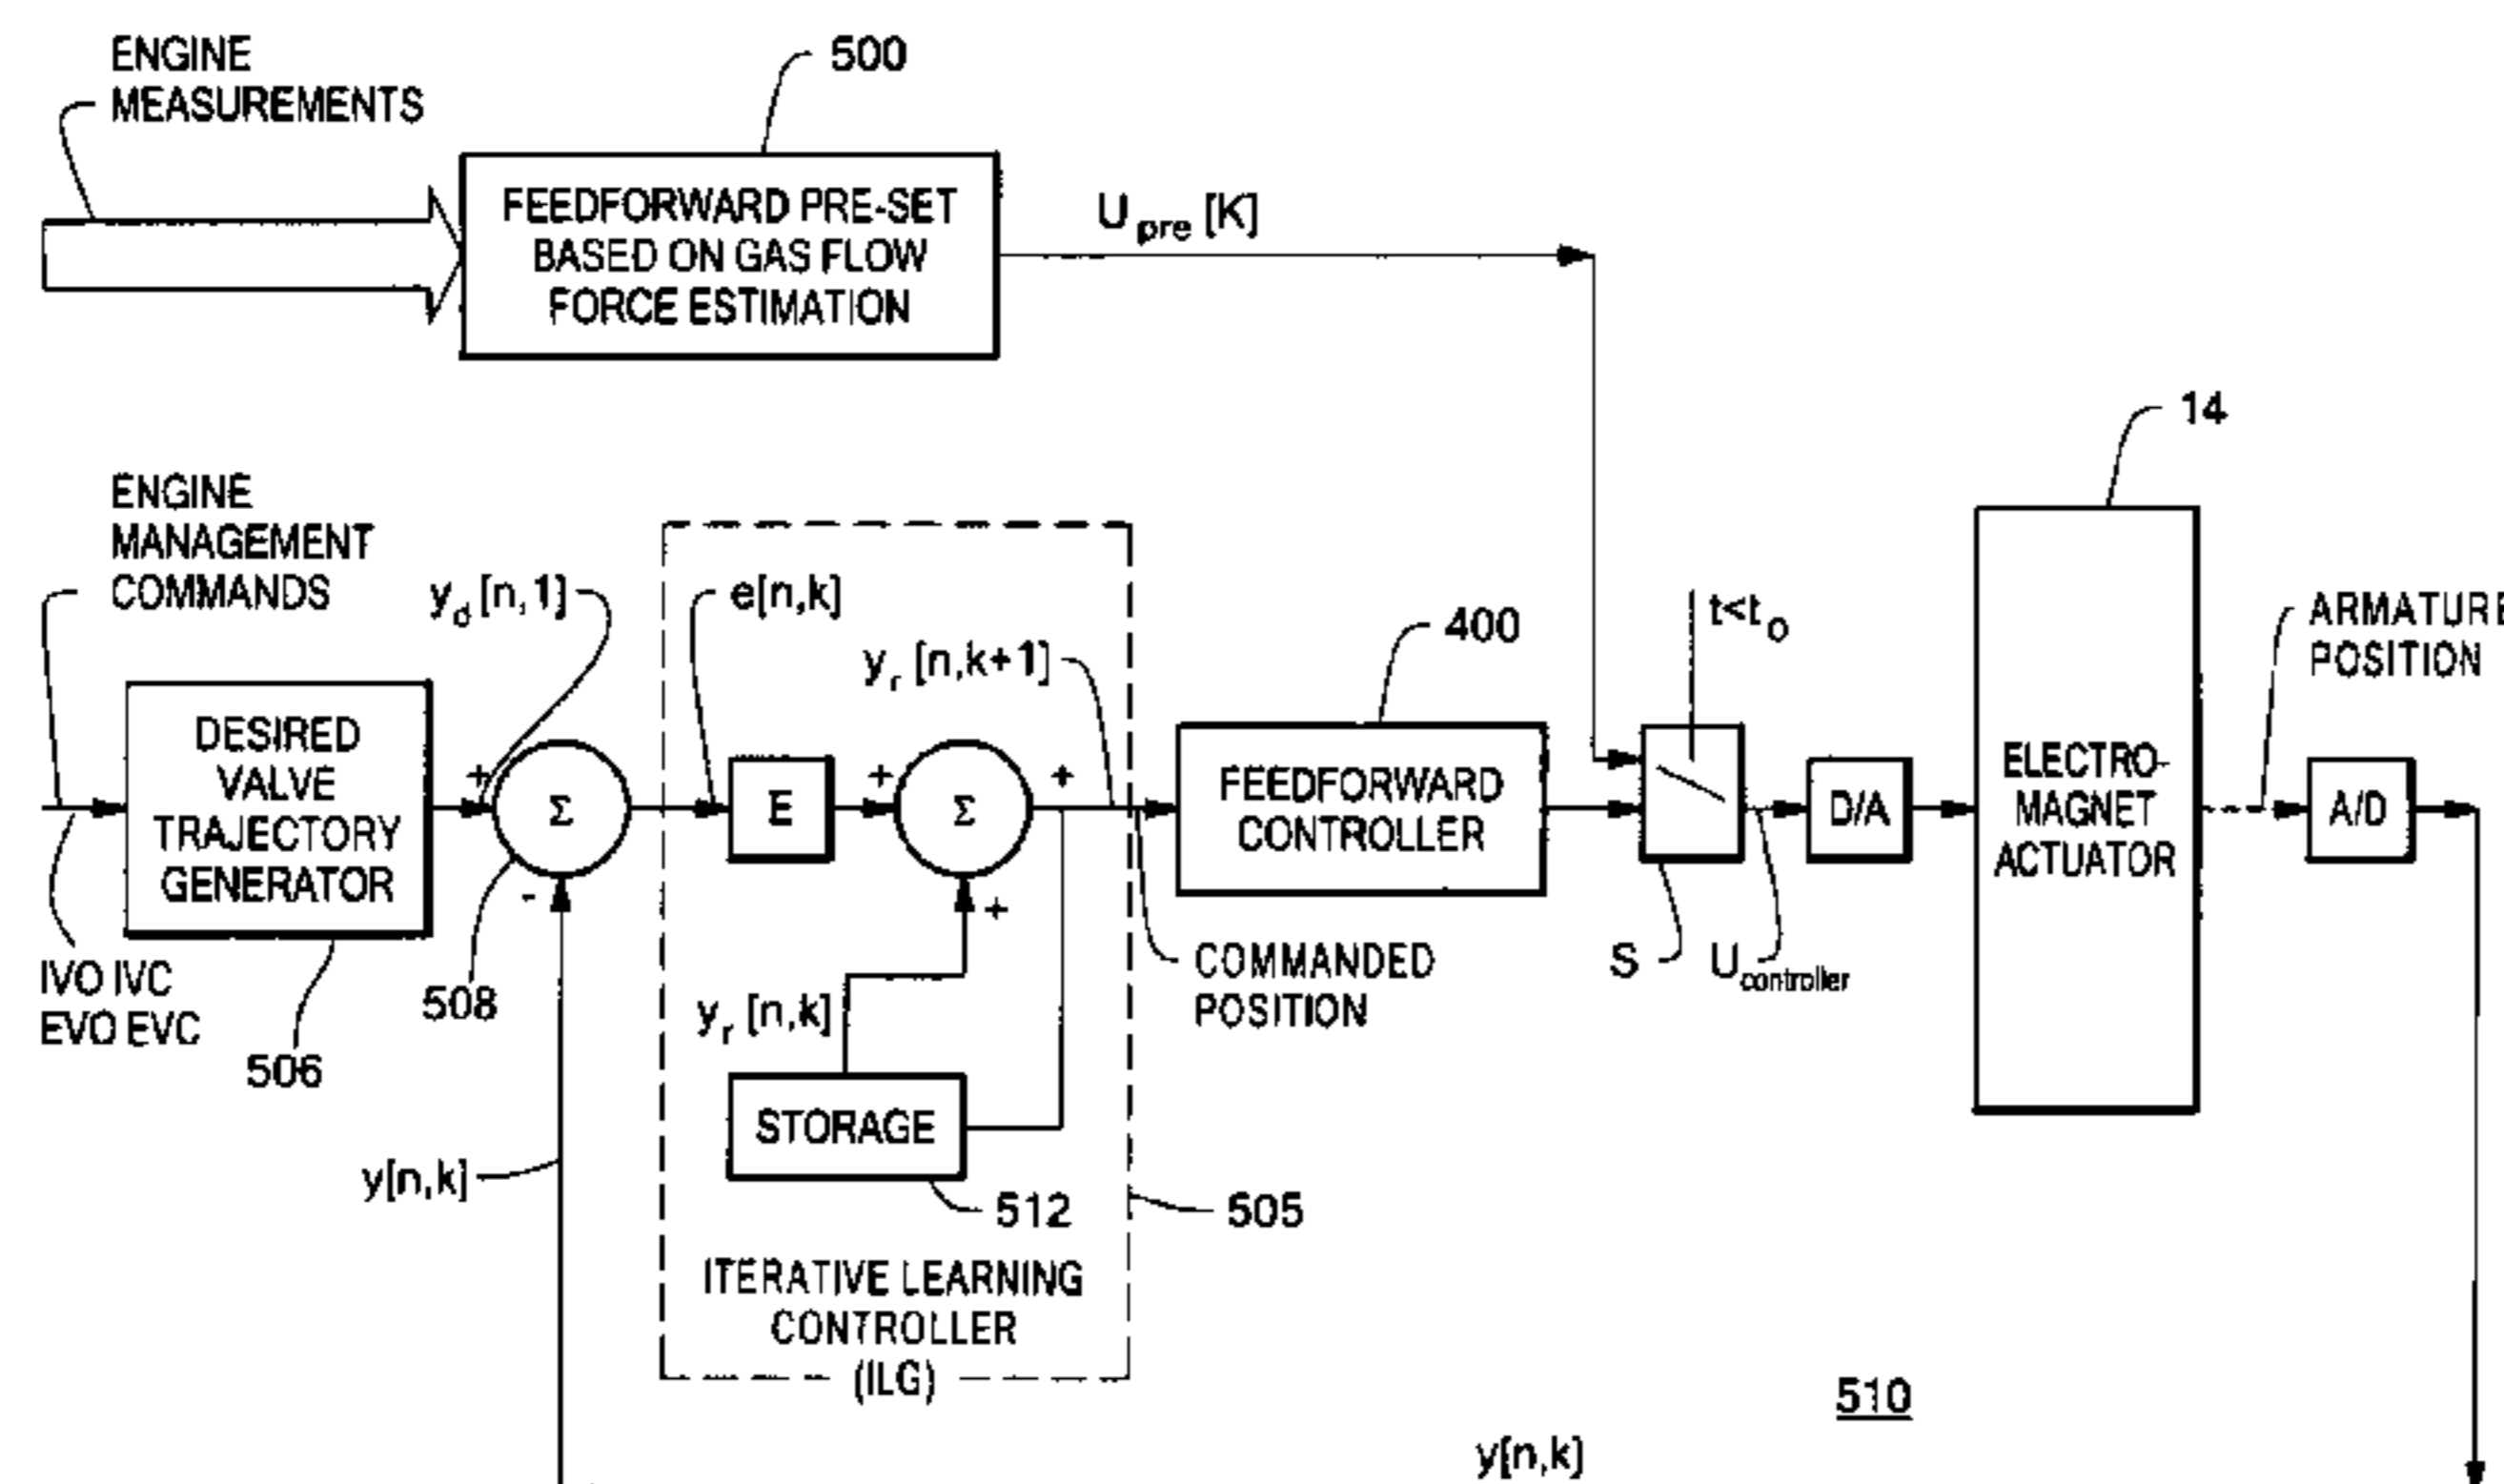 ENGINE
MEASUREMENTS
500
FEEDFORWARD PRE-SET
BASED ON GAS FLOW
FORCE ESTIMATION
U pre [K]
14
ENGINE
MANAGEMENT
COMMANDS
y d [n,1]
e[n,k]
y r [n,k+1]
400
t<t o
ARMATURE
POSITION
DESIRED
VALVE
TRAJECTORY
GENERATOR
+
Σ
-
E
+
Σ
+
+
FEEDFORWARD
CONTROLLER
D/A
ELECTRO-
MAGNET
ACTUATOR
A/D
IVO IVC
EVO EVC
506
508
y r [n,k]
COMMANDED
POSITION
S
U controller
STORAGE
y[n,k]
512
505
ITERATIVE LEARNING
CONTROLLER
(ILG)
510
y[n,k]